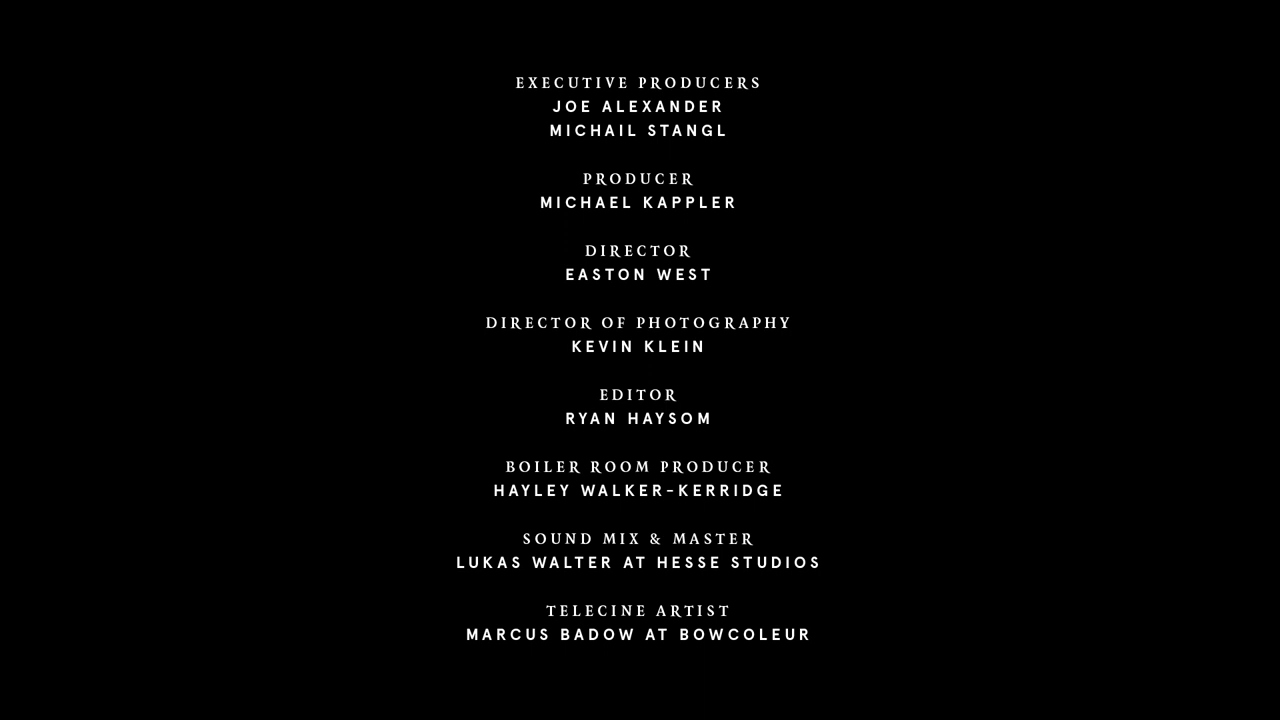 EXECUTIVE PRODUCERS
JOE ALEXANDER
MICHAIL STANGL
PRODUCER
MICHAEL KAPPLER
DIRECTOR
EASTON WEST
DIRECTOR OF PHOTOGRAPHY
KEVIN KLEIN
EDITOR
RYAN HAYSOM
BOILER ROOM PRODUCER
HAYLEY WALKER-KERRIDGE
SOUND MIX & MASTER
LUKAS WALTER AT HESSE STUDIOS
TELECINE ARTIST
MARCUS BADOW AT BOWCOLEUR